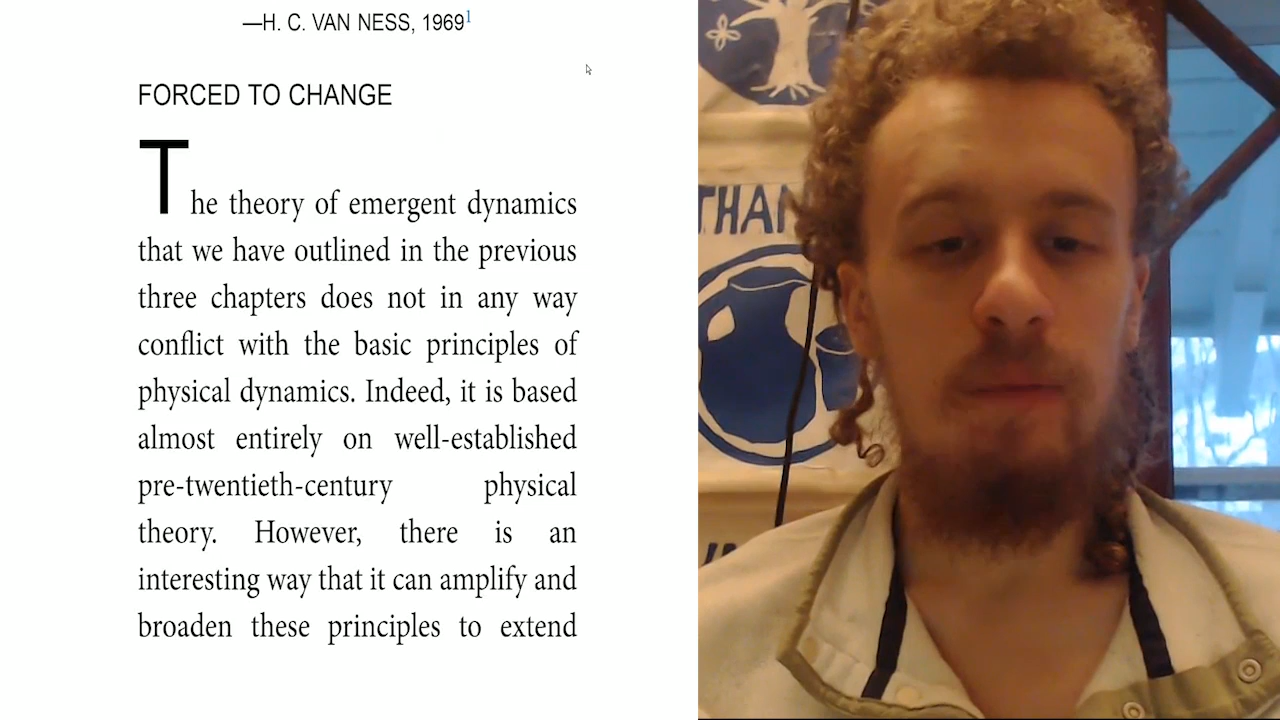 —H. C. VAN NESS, 1969¹
FORCED TO CHANGE
The theory of emergent dynamics
that we have outlined in the previous
three chapters does not in any way
conflict with the basic principles of
physical dynamics. Indeed, it is based
almost entirely on well-established
pre-twentieth-century physical
theory. However, there is an
interesting way that it can amplify and
broaden these principles to extend